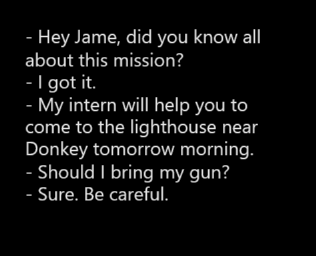 - Hey Jame, did you know all
about this mission?
- I got it.
- My intern will help you to
come to the lighthouse near
Donkey tomorrow morning.
- Should I bring my gun?
- Sure. Be careful.